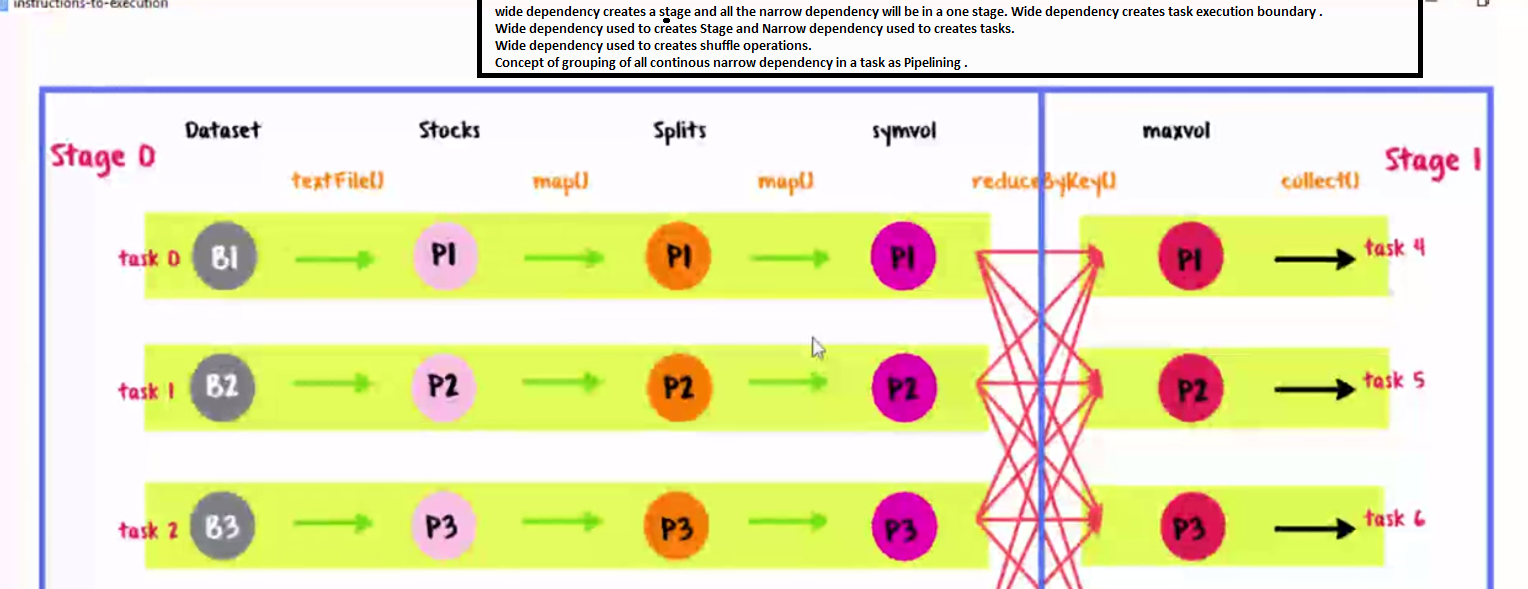 instructions-to-execution
wide dependency creates a stage and all the narrow dependency will be in a one stage. Wide dependency creates task execution boundary .
Wide dependency used to creates Stage and Narrow dependency used to creates tasks.
Wide dependency used to creates shuffle operations.
Concept of grouping of all continous narrow dependency in a task as Pipelining .
Dataset Stocks Splits symvol maxvol
Stage 0 Stage 1
textFile() map() map() reduceByKey() collect()
task 0 B1 P1 P1 P1 P1 task 4
task 1 B2 P2 P2 P2 P2 task 5
task 2 B3 P3 P3 P3 P3 task 6